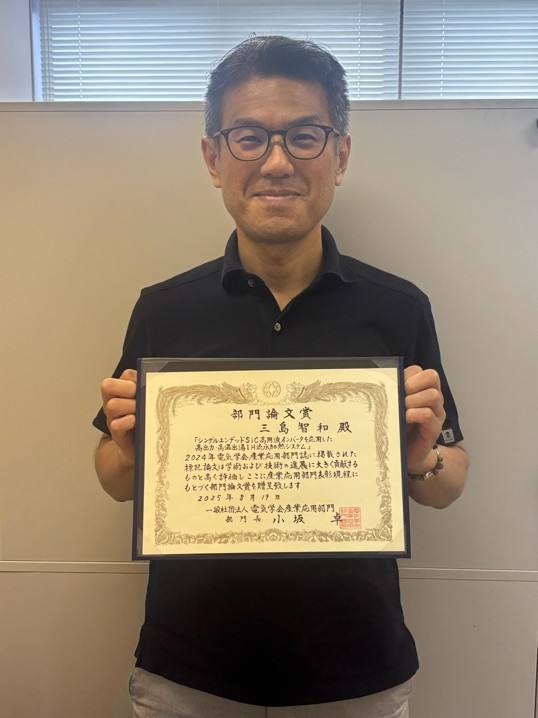 部門論文賞
三島智和 殿
「シングルエンデッドSiC高周波インバータを応用した
高出力・高温出湯IH流水加熱システム」
2024年電気学会産業応用部門誌に掲載された
標記論文は学術および技術の進展に大きく貢献する
ものと高く評価しここに産業応用部門表彰規程に
もとづく部門論文賞を贈呈致します
2025年8月19日
一般社団法人 電気学会産業応用部門
部門長 小坂 卓